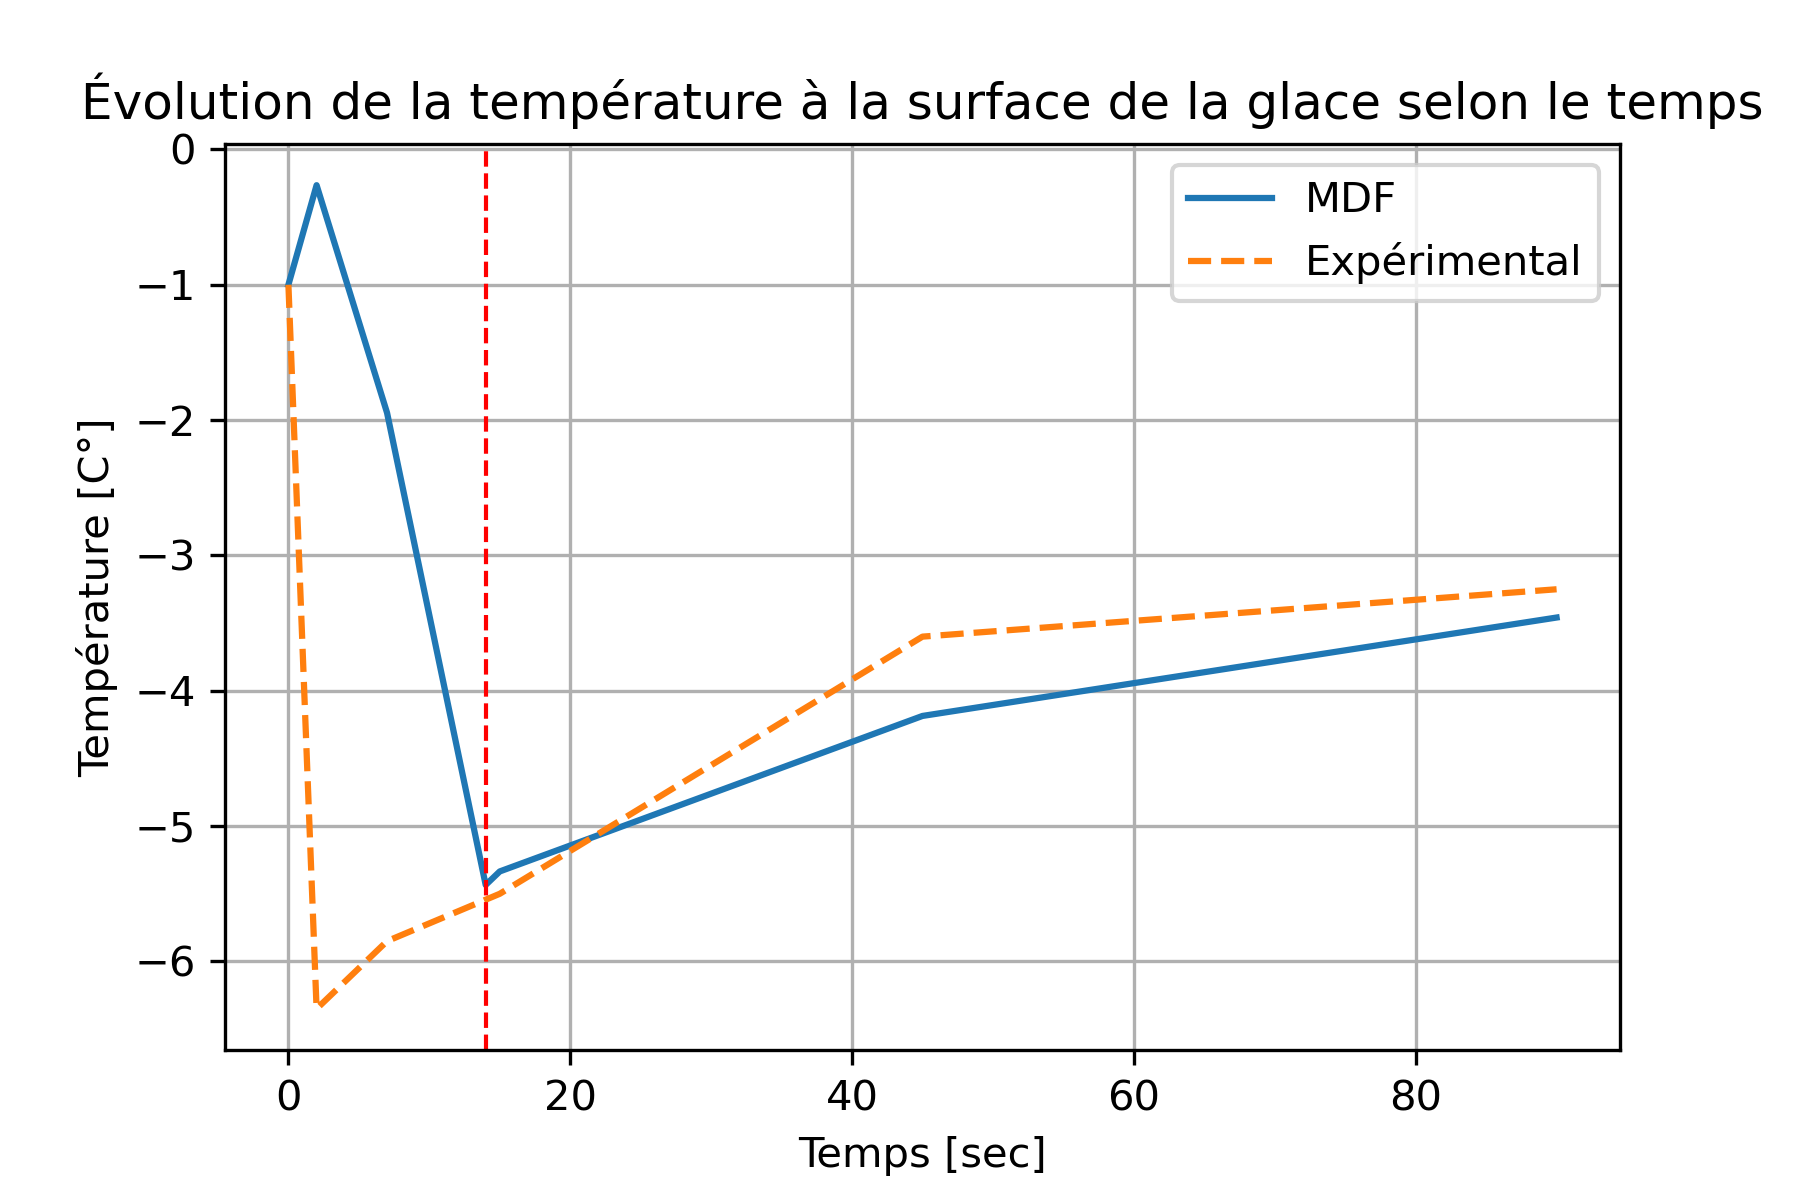 Évolution de la température à la surface de la glace selon le temps
0
−1
−2
−3
−4
−5
−6
Température [C°]
MDF
Expérimental
0 20 40 60 80
Temps [sec]